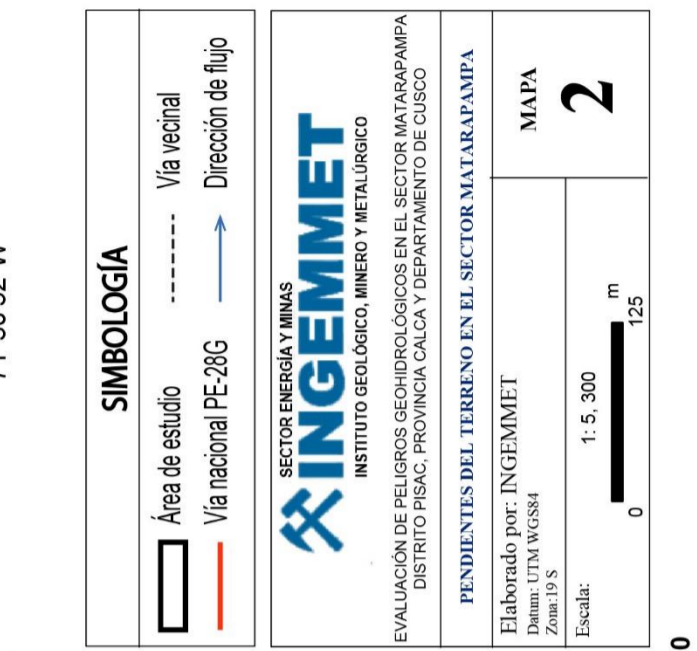 SIMBOLOGÍA
Área de estudio
Vía vecinal
Vía nacional PE-28G
Dirección de flujo
SECTOR ENERGÍA Y MINAS
INGEMMET
INSTITUTO GEOLÓGICO, MINERO Y METALÚRGICO
EVALUACIÓN DE PELIGROS GEOHIDROLÓGICOS EN EL SECTOR MATARAPAMPA
DISTRITO PISAC, PROVINCIA CALCA Y DEPARTAMENTO DE CUSCO
PENDIENTES DEL TERRENO EN EL SECTOR MATARAPAMPA
Elaborado por: INGEMMET
Datum: UTM WGS84
Zona:19 S
Escala:
1: 5, 300
0
125
m
MAPA
2
0